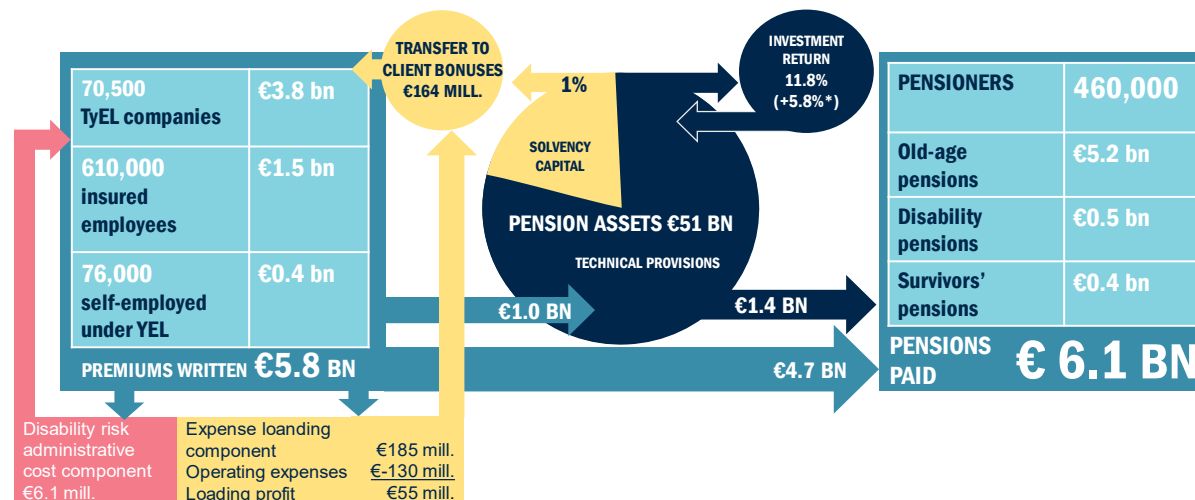 70,500
TyEL companies
€3.8 bn
610,000
insured
employees
€1.5 bn
76,000
self-employed
under YEL
€0.4 bn
PREMIUMS WRITTEN €5.8 BN
TRANSFER TO
CLIENT BONUSES
€164 MILL.
1%
SOLVENCY
CAPITAL
PENSION ASSETS €51 BN
TECHNICAL PROVISIONS
INVESTMENT
RETURN
11.8%
(+5.8%*)
€1.0 BN
€1.4 BN
€4.7 BN
PENSIONERS
460,000
Old-age
pensions
€5.2 bn
Disability
pensions
€0.5 bn
Survivors’
pensions
€0.4 bn
PENSIONS
PAID
€ 6.1 BN
Disability risk
administrative
cost component
€6.1 mill.
Expense loanding
component €185 mill.
Operating expenses €-130 mill.
Loading profit €55 mill.